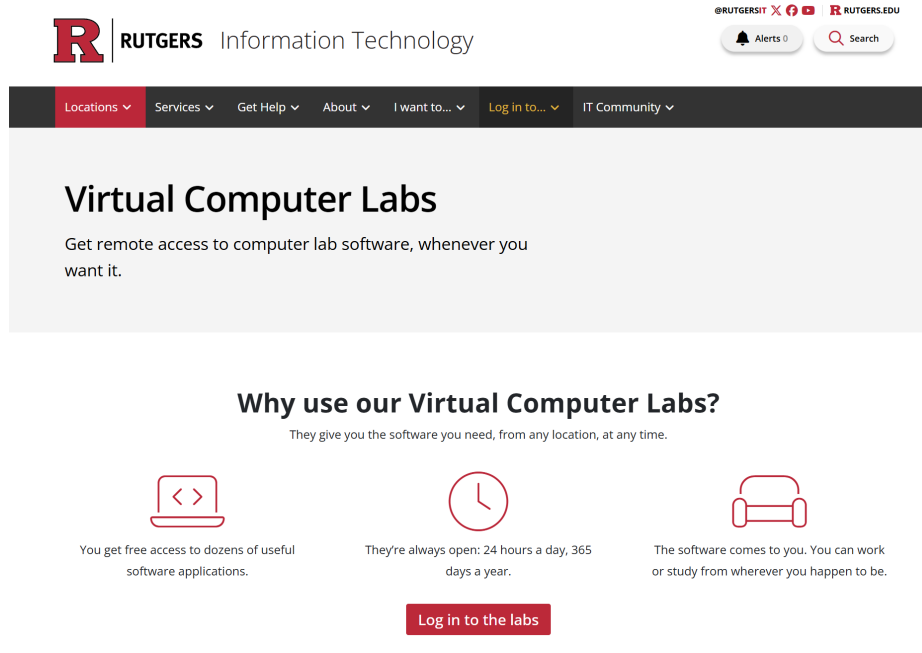 @RUTGERSIT RUTGERS.EDU
R RUTGERS Information Technology
Alerts 0 Search
Locations Services Get Help About I want to... Log in to... IT Community
Virtual Computer Labs
Get remote access to computer lab software, whenever you
want it.
Why use our Virtual Computer Labs?
They give you the software you need, from any location, at any time.
You get free access to dozens of useful
software applications.
They're always open: 24 hours a day, 365
days a year.
The software comes to you. You can work
or study from wherever you happen to be.
Log in to the labs